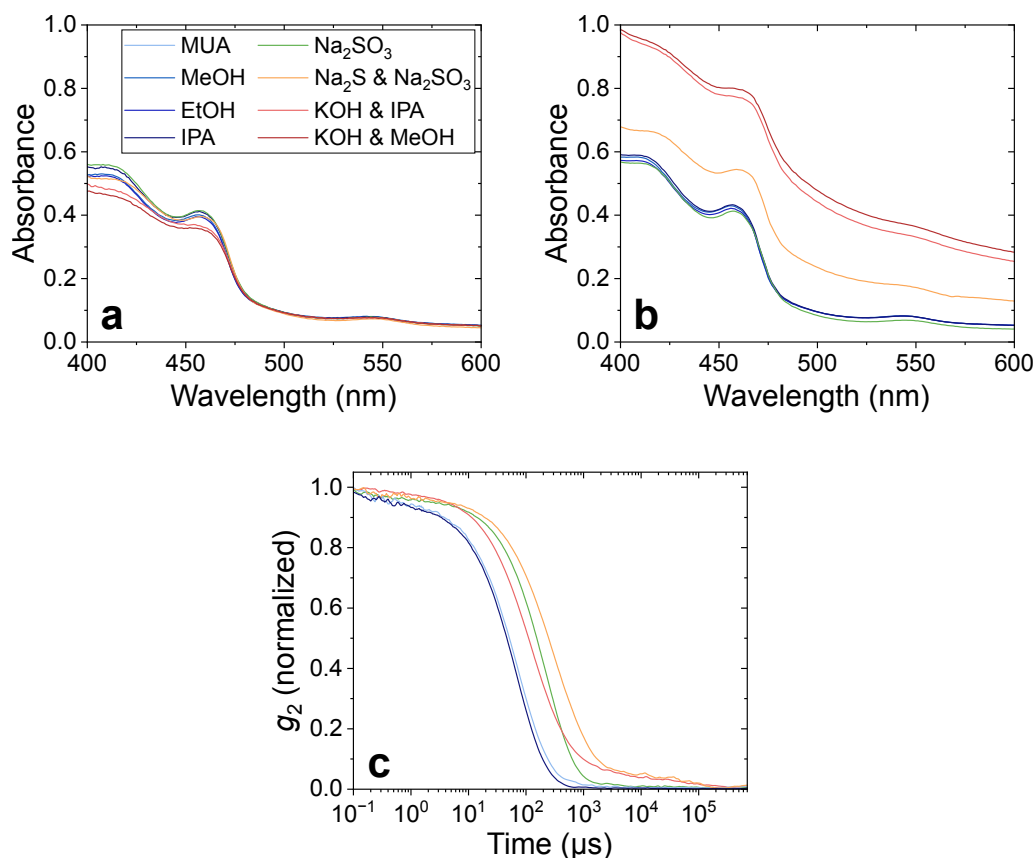 1.0
0.8
0.6
0.4
0.2
0.0
Absorbance
MUA
MeOH
EtOH
IPA
Na₂SO₃
Na₂S & Na₂SO₃
KOH & IPA
KOH & MeOH
a
400 450 500 550 600
Wavelength (nm)
1.0
0.8
0.6
0.4
0.2
0.0
Absorbance
b
400 450 500 550 600
Wavelength (nm)
1.0
0.8
0.6
0.4
0.2
0.0
g₂ (normalized)
c
10⁻¹ 10⁰ 10¹ 10² 10³ 10⁴ 10⁵
Time (µs)